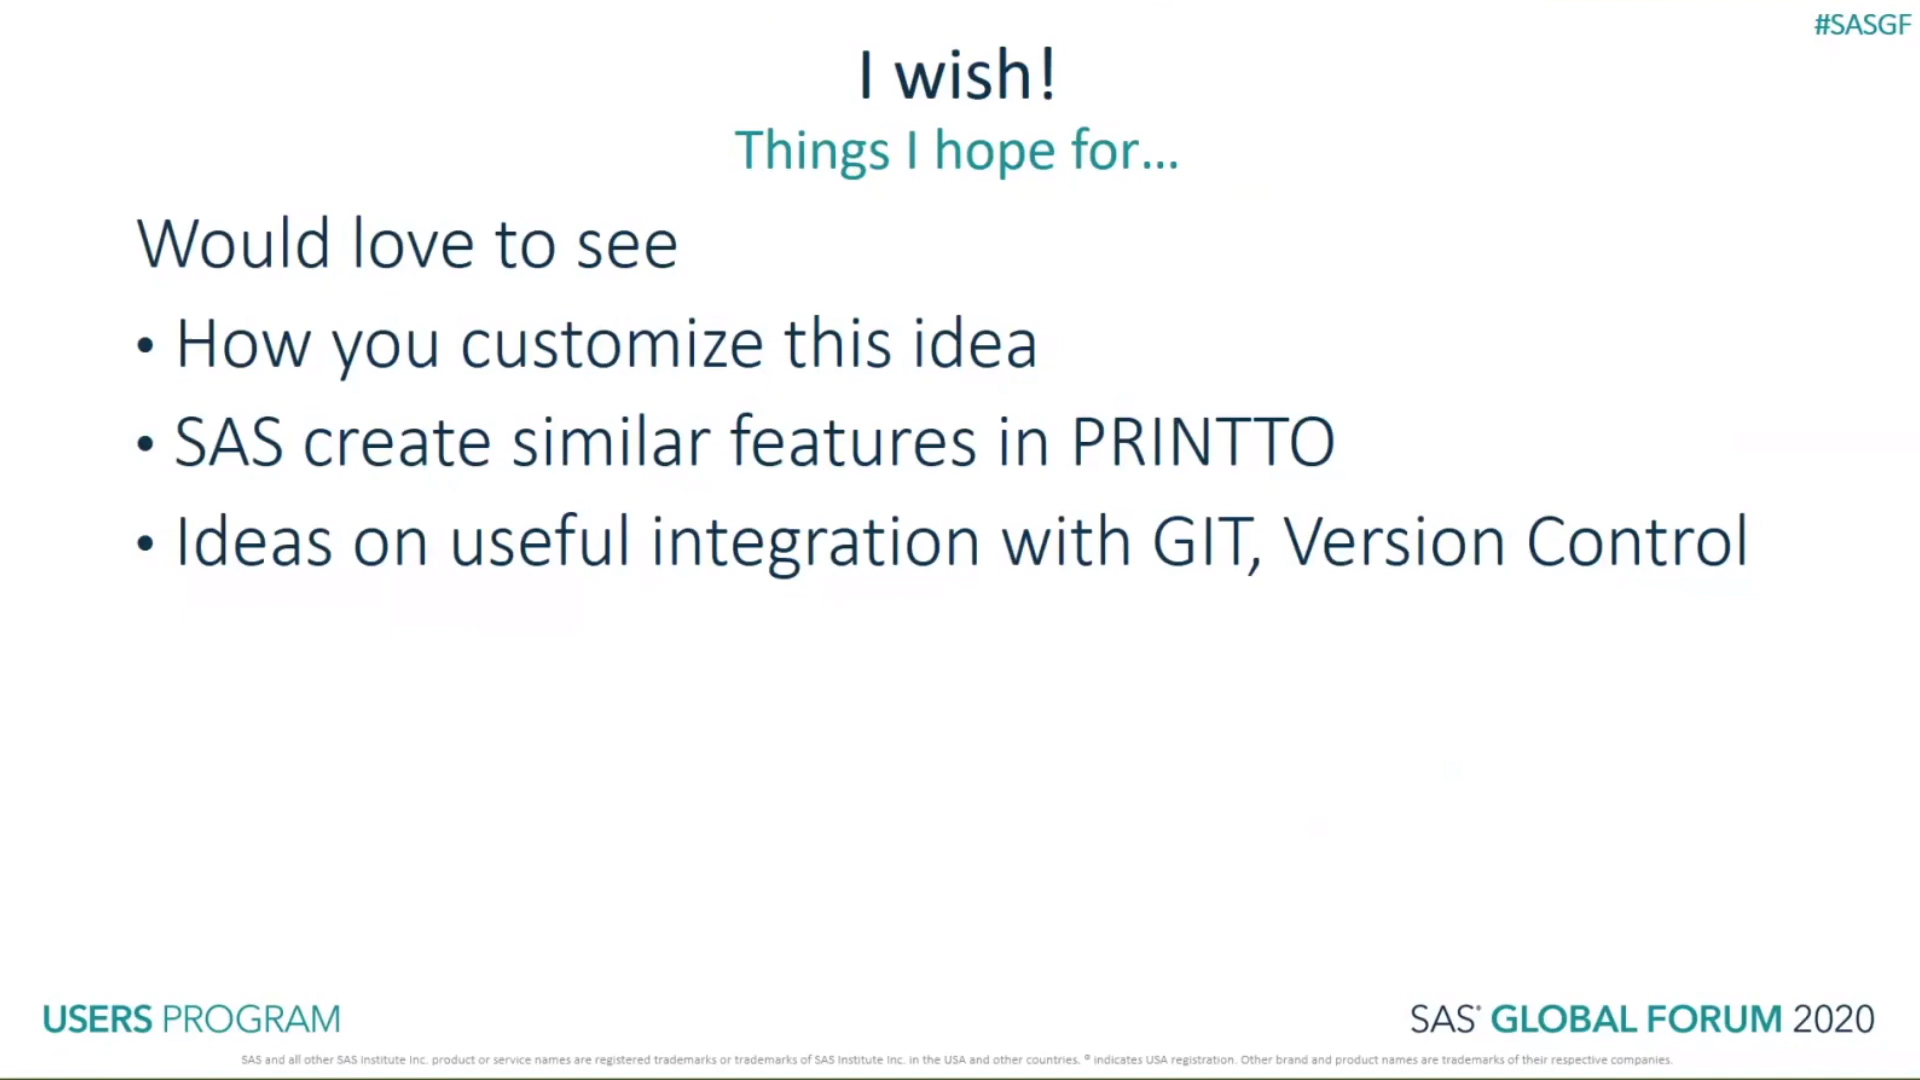 #SASGF
I wish!
Things I hope for...
Would love to see
• How you customize this idea
• SAS create similar features in PRINTTO
• Ideas on useful integration with GIT, Version Control
USERS PROGRAM
SAS® GLOBAL FORUM 2020
SAS and all other SAS Institute Inc. product or service names are registered trademarks or trademarks of SAS Institute Inc. in the USA and other countries. ® indicates USA registration. Other brand and product names are trademarks of their respective companies.